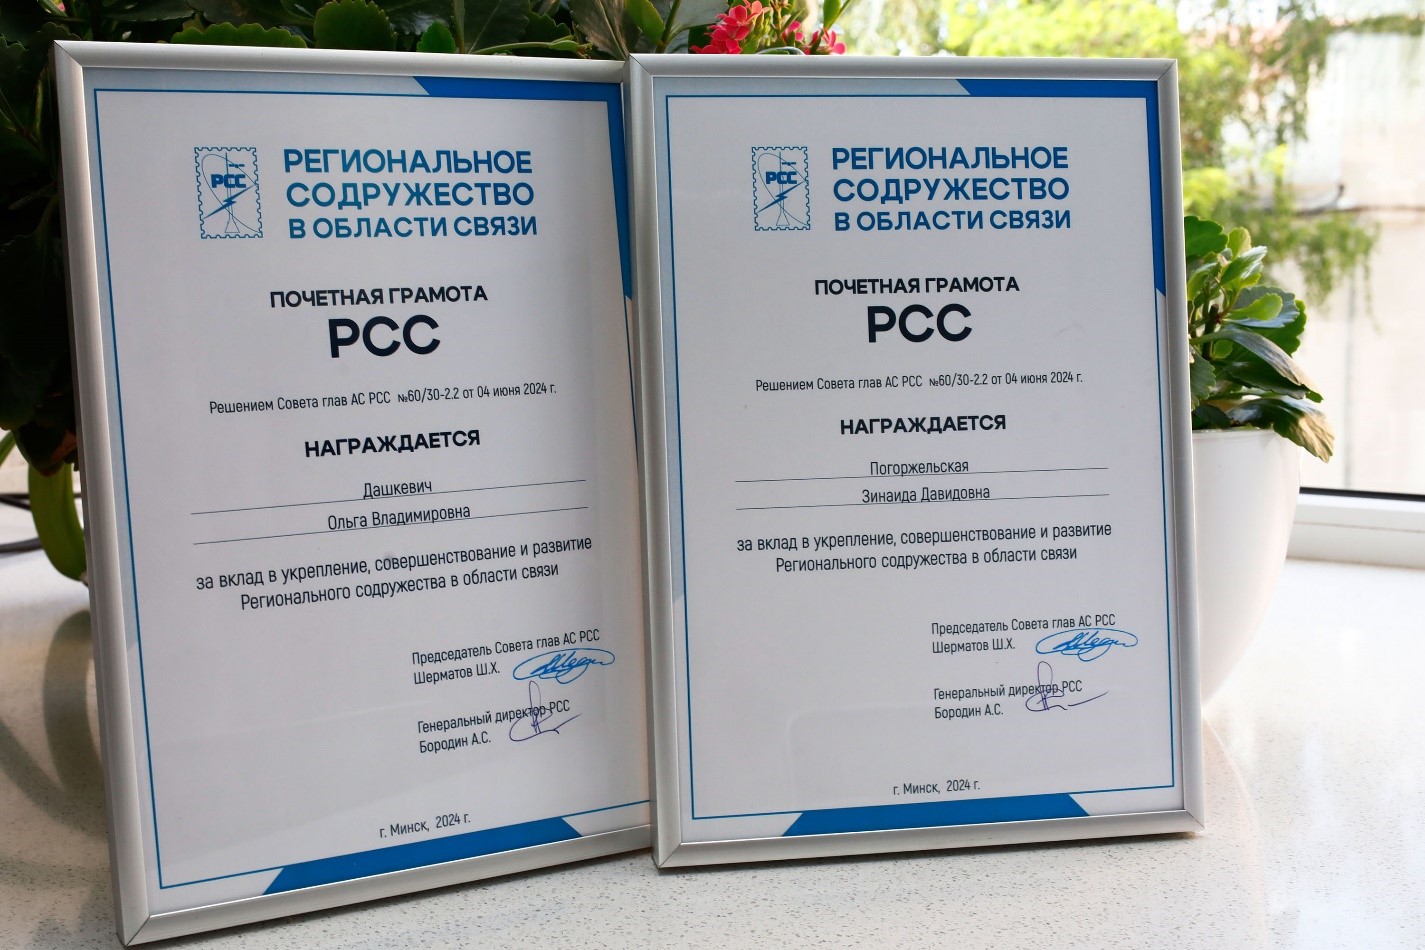 РСС
РЕГИОНАЛЬНОЕ
СОДРУЖЕСТВО
В ОБЛАСТИ СВЯЗИ
ПОЧЕТНАЯ ГРАМОТА
РСС
Решением Совета глав АС РСС №60/30-2.2 от 04 июня 2024 г.
НАГРАЖДАЕТСЯ
Дашкевич
Ольга Владимировна
за вклад в укрепление, совершенствование и развитие
Регионального содружества в области связи
Председатель Совета глав АС РСС
Шерматов Ш.Х.
Генеральный директор РСС
Бородин А.С.
г. Минск, 2024 г.
РСС
РЕГИОНАЛЬНОЕ
СОДРУЖЕСТВО
В ОБЛАСТИ СВЯЗИ
ПОЧЕТНАЯ ГРАМОТА
РСС
Решением Совета глав АС РСС №60/30-2.2 от 04 июня 2024 г.
НАГРАЖДАЕТСЯ
Погоржельская
Зинаида Давидовна
за вклад в укрепление, совершенствование и развитие
Регионального содружества в области связи
Председатель Совета глав АС РСС
Шерматов Ш.Х.
Генеральный директор РСС
Бородин А.С.
г. Минск, 2024 г.